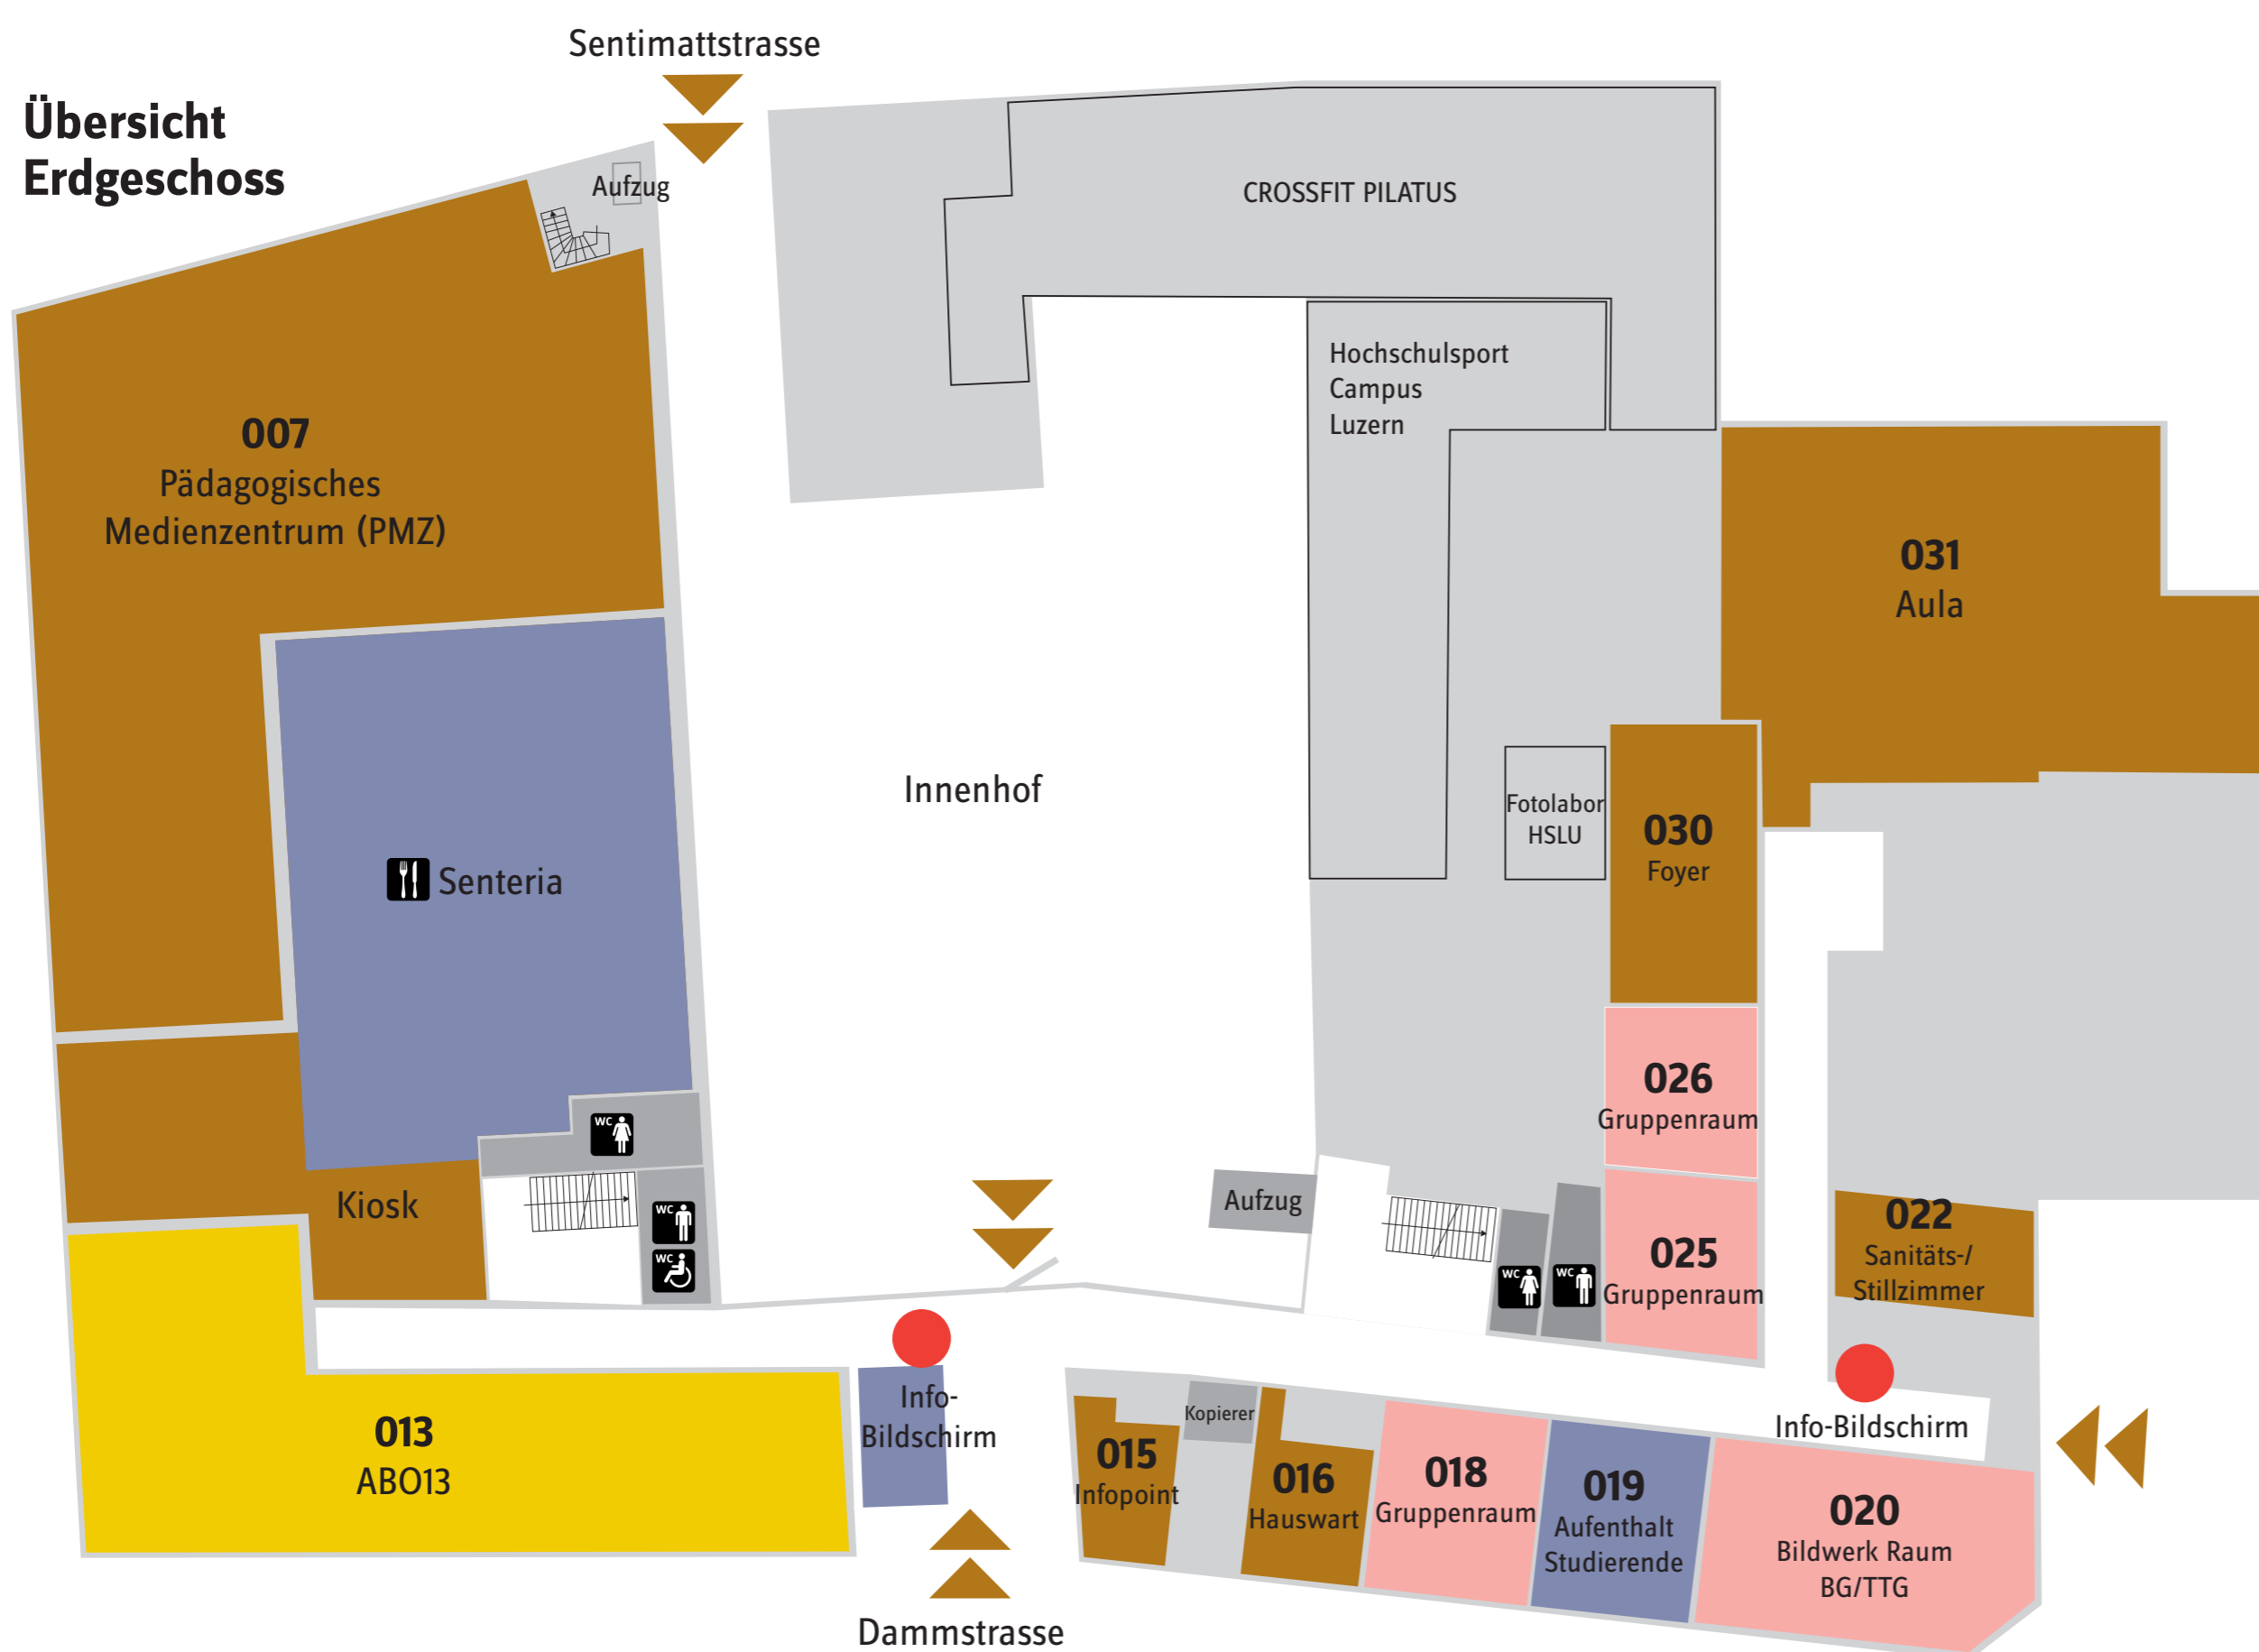 Sentimattstrasse
Übersicht
Erdgeschoss
Aufzug
CROSSFIT PILATUS
Hochschulsport
Campus
Luzern
007
Pädagogisches
Medienzentrum (PMZ)
031
Aula
Innenhof
Fotolabor
HSLU
030
Foyer
Senteria
026
Gruppenraum
WC
Kiosk
WC
WC
Aufzug
022
Sanitäts-/
Stillzimmer
025
Gruppenraum
WC
WC
Info-
Bildschirm
013
ABO13
015
Infopoint
Kopierer
016
Hauswart
018
Gruppenraum
019
Aufenthalt
Studierende
Info-Bildschirm
020
Bildwerk Raum
BG/TTG
Dammstrasse